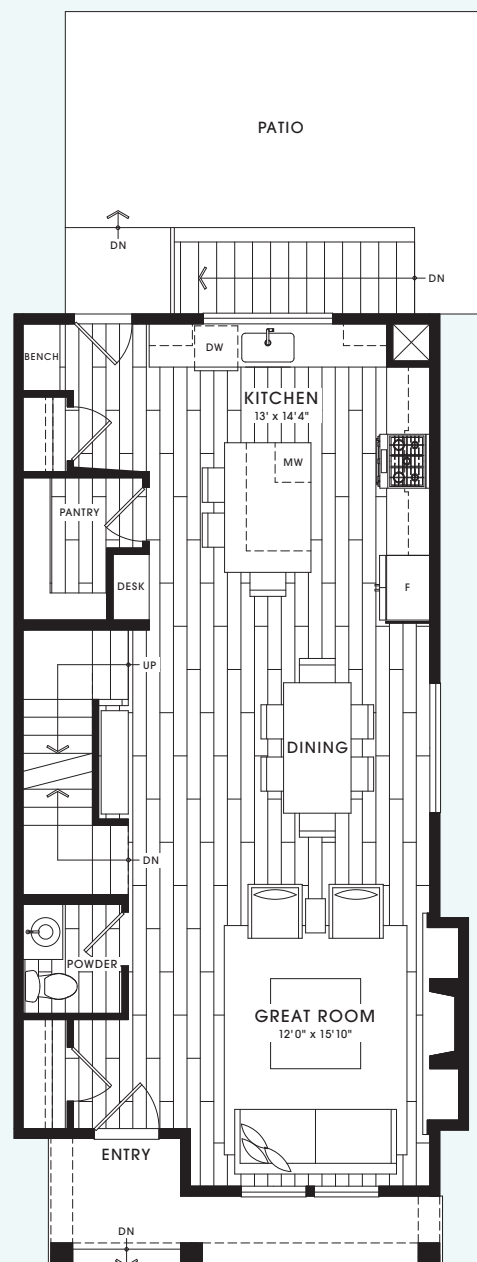 PATIO
DN
DN
BENCH
DW
KITCHEN
13' x 14'4"
MW
PANTRY
DESK
F
UP
DINING
DN
POWDER
GREAT ROOM
12'0" x 15'10"
ENTRY
DN